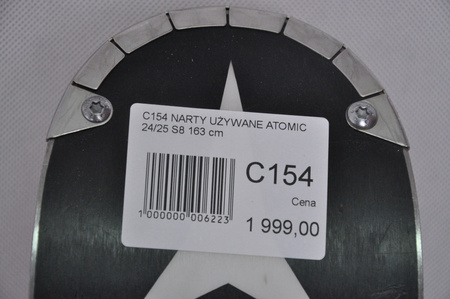 C154 NARTY UŻYWANE ATOMIC
24/25 S8 163 cm
C154
1 000000 006223
Cena
1 999,00